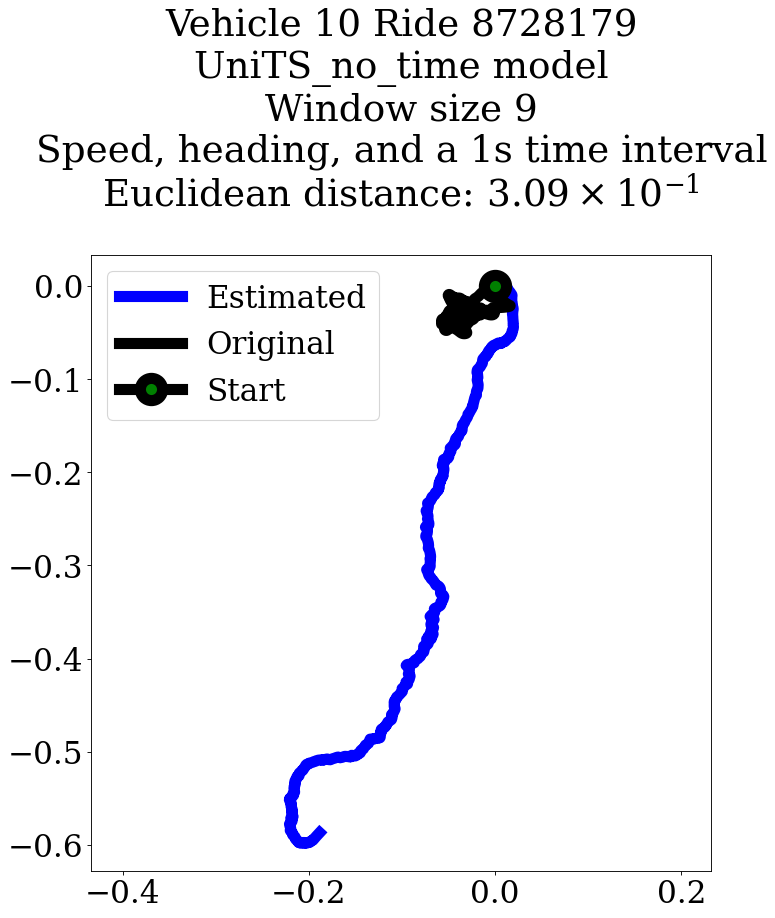 Vehicle 10 Ride 8728179
UniTS_no_time model
Window size 9
Speed, heading, and a 1s time interval
Euclidean distance: 3.09 × 10⁻¹
Estimated
Original
Start
0.0
−0.1
−0.2
−0.3
−0.4
−0.5
−0.6
−0.4 −0.2 0.0 0.2